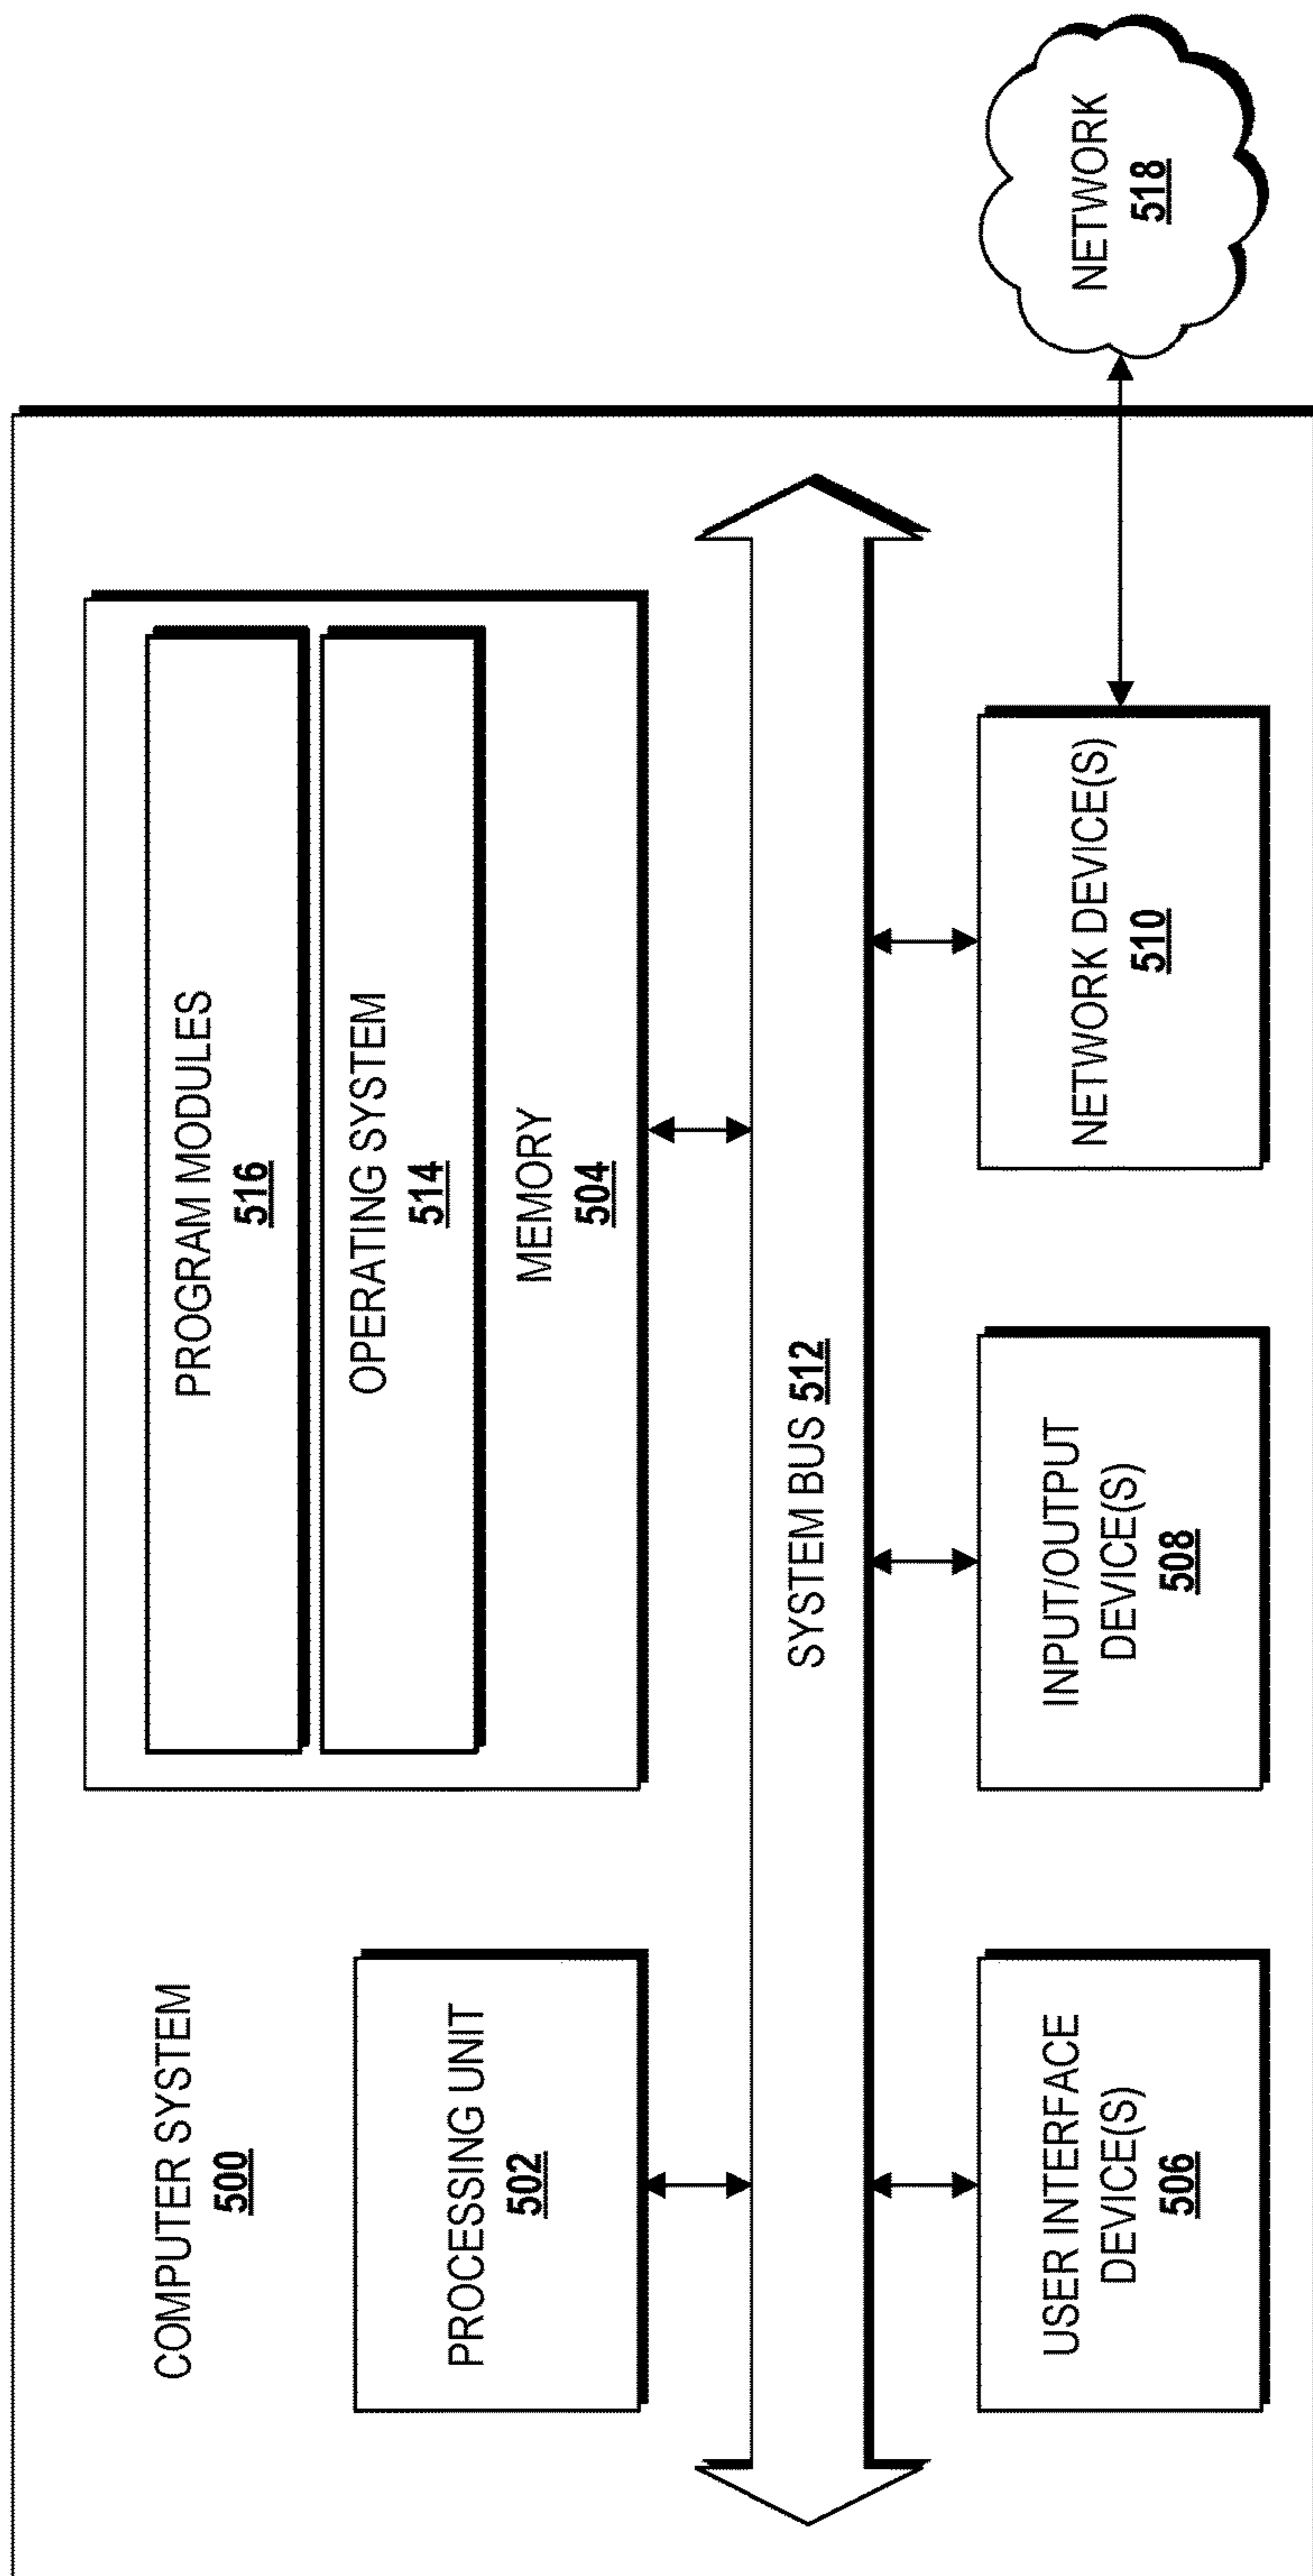 COMPUTER SYSTEM
500
PROCESSING UNIT
502
PROGRAM MODULES
516
OPERATING SYSTEM
514
MEMORY
504
SYSTEM BUS 512
USER INTERFACE
DEVICE(S)
506
INPUT/OUTPUT
DEVICE(S)
508
NETWORK DEVICE(S)
510
NETWORK
518